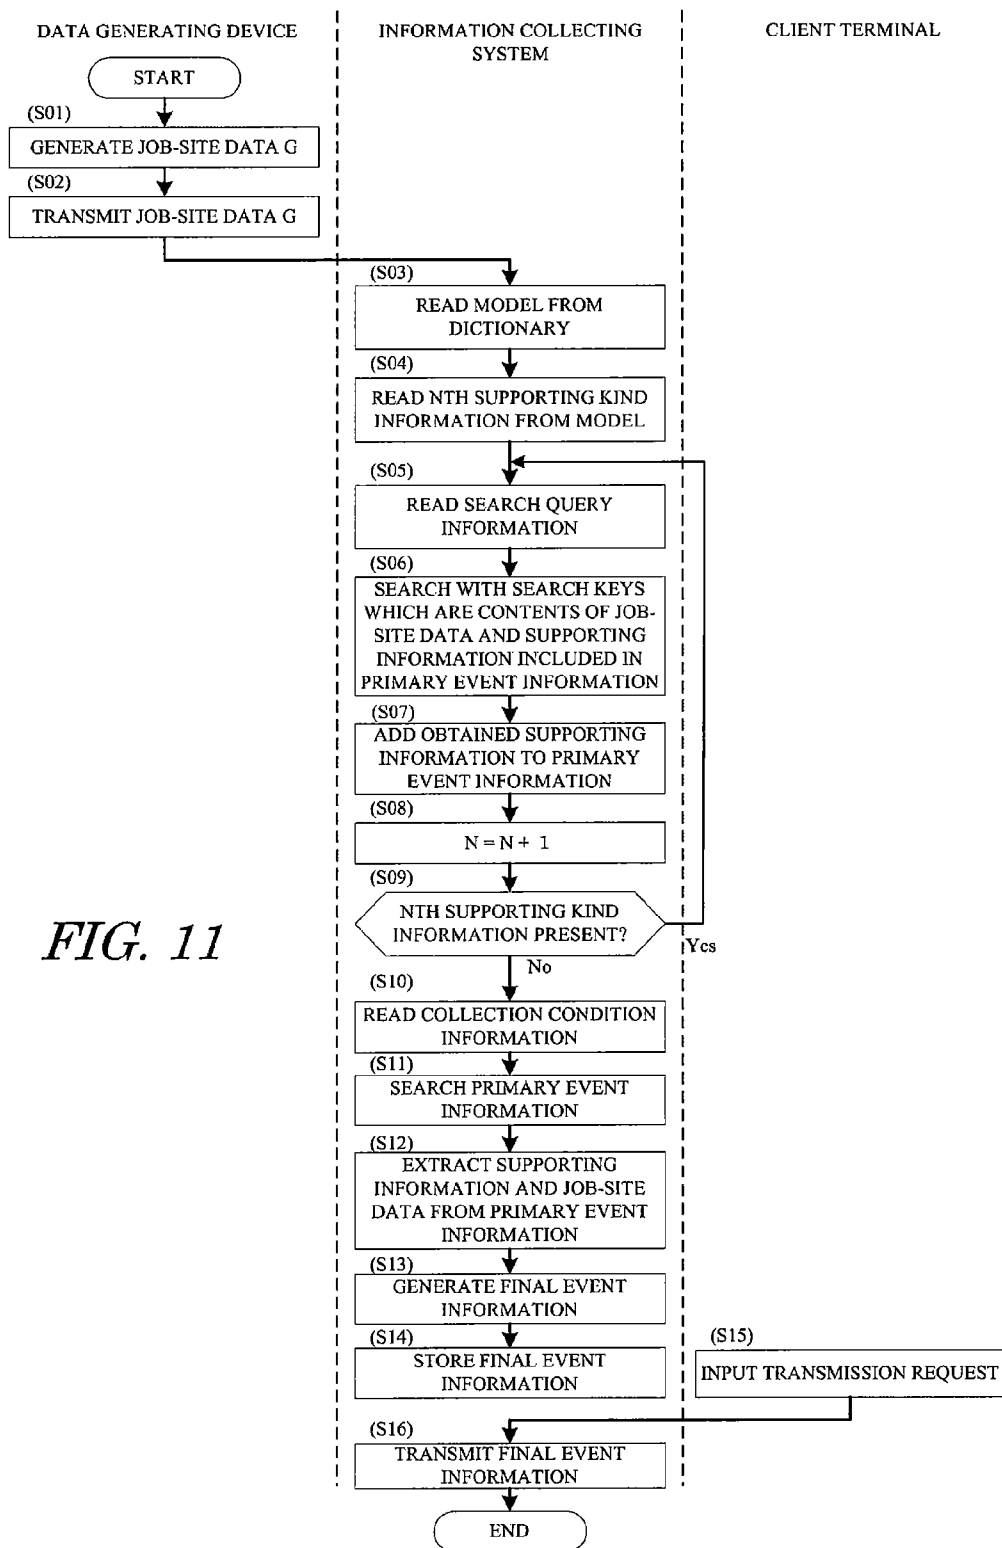 DATA GENERATING DEVICE
INFORMATION COLLECTING
SYSTEM
CLIENT TERMINAL
START
(S01)
GENERATE JOB-SITE DATA G
(S02)
TRANSMIT JOB-SITE DATA G
(S03)
READ MODEL FROM
DICTIONARY
(S04)
READ NTH SUPPORTING KIND
INFORMATION FROM MODEL
(S05)
READ SEARCH QUERY
INFORMATION
(S06)
SEARCH WITH SEARCH KEYS
WHICH ARE CONTENTS OF JOB-
SITE DATA AND SUPPORTING
INFORMATION INCLUDED IN
PRIMARY EVENT INFORMATION
(S07)
ADD OBTAINED SUPPORTING
INFORMATION TO PRIMARY
EVENT INFORMATION
(S08)
N = N + 1
(S09)
NTH SUPPORTING KIND
INFORMATION PRESENT?
Yes
No
FIG. 11
(S10)
READ COLLECTION CONDITION
INFORMATION
(S11)
SEARCH PRIMARY EVENT
INFORMATION
(S12)
EXTRACT SUPPORTING
INFORMATION AND JOB-SITE
DATA FROM PRIMARY EVENT
INFORMATION
(S13)
GENERATE FINAL EVENT
INFORMATION
(S14)
STORE FINAL EVENT
INFORMATION
(S15)
INPUT TRANSMISSION REQUEST
(S16)
TRANSMIT FINAL EVENT
INFORMATION
END